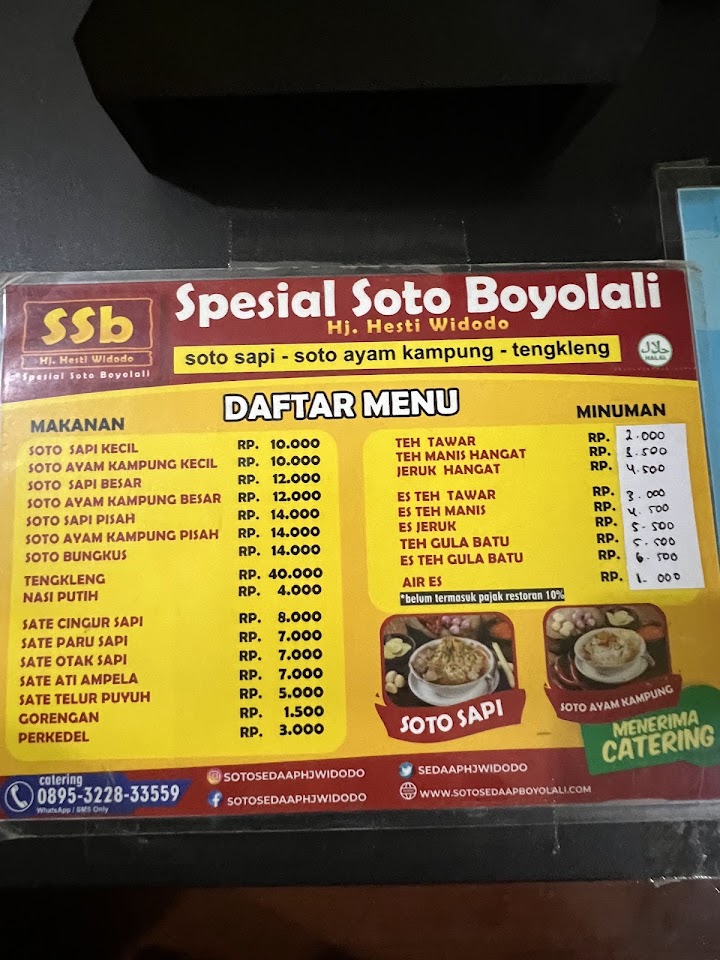 SSb
Hj. Hesti Widodo
Spesial Soto Boyolali
Spesial Soto Boyolali
Hj. Hesti Widodo
soto sapi - soto ayam kampung - tengkleng
حلال
HALAL
DAFTAR MENU
MAKANAN
SOTO SAPI KECIL RP. 10.000
SOTO AYAM KAMPUNG KECIL RP. 10.000
SOTO SAPI BESAR RP. 12.000
SOTO AYAM KAMPUNG BESAR RP. 12.000
SOTO SAPI PISAH RP. 14.000
SOTO AYAM KAMPUNG PISAH RP. 14.000
SOTO BUNGKUS RP. 14.000
TENGKLENG RP. 40.000
NASI PUTIH RP. 4.000
SATE CINGUR SAPI RP. 8.000
SATE PARU SAPI RP. 7.000
SATE OTAK SAPI RP. 7.000
SATE ATI AMPELA RP. 7.000
SATE TELUR PUYUH RP. 5.000
GORENGAN RP. 1.500
PERKEDEL RP. 3.000
MINUMAN
TEH TAWAR RP. 2.000
TEH MANIS HANGAT RP. 3.500
JERUK HANGAT RP. 4.500
ES TEH TAWAR RP. 3.000
ES TEH MANIS RP. 4.500
ES JERUK RP. 5.500
TEH GULA BATU RP. 5.500
ES TEH GULA BATU RP. 6.500
AIR ES RP. 1.000
*belum termasuk pajak restoran 10%
SOTO SAPI
SOTO AYAM KAMPUNG
MENERIMA
CATERING
catering
0895-3228-33559
WhatsApp / SMS Only
SOTOSEDAAPHJWIDODO
SOTOSEDAAPHJWIDODO
SEDAAPHJWIDODO
WWW.SOTOSEDAAPBOYOLALI.COM